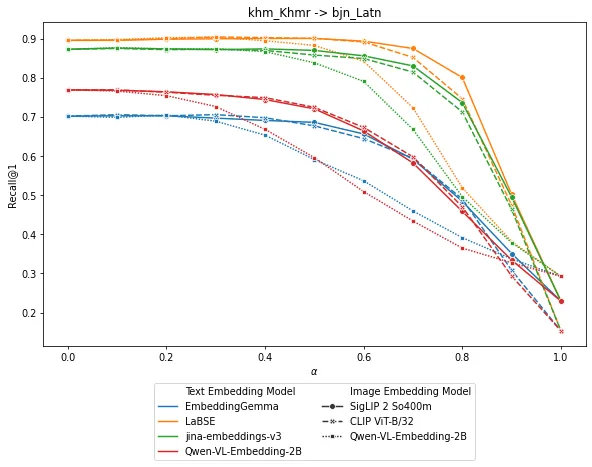 khm_Khmr -> bjn_Latn
Recall@1
0.9
0.8
0.7
0.6
0.5
0.4
0.3
0.2
0.0 0.2 0.4 0.6 0.8 1.0
α
Text Embedding Model Image Embedding Model
EmbeddingGemma SigLIP 2 So400m
LaBSE CLIP ViT-B/32
jina-embeddings-v3 Qwen-VL-Embedding-2B
Qwen-VL-Embedding-2B